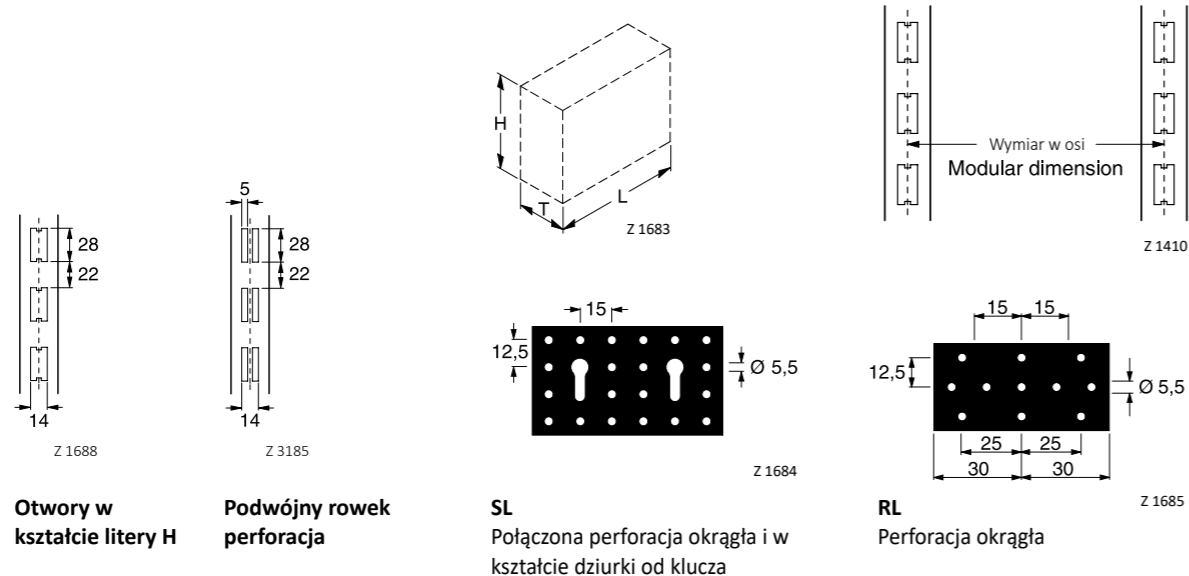 5
28
22
14
Z 1688
28
22
14
Z 3185
H
T
L
Z 1683
Wymiar w osi
Modular dimension
Z 1410
15
12,5
Ø 5,5
Z 1684
15 15
12,5
Ø 5,5
25 25
30 30
Z 1685
Otwory w
kształcie litery H
Podwójny rowek
perforacja
SL
Połączona perforacja okrągła i w
kształcie dziurki od klucza
RL
Perforacja okrągła